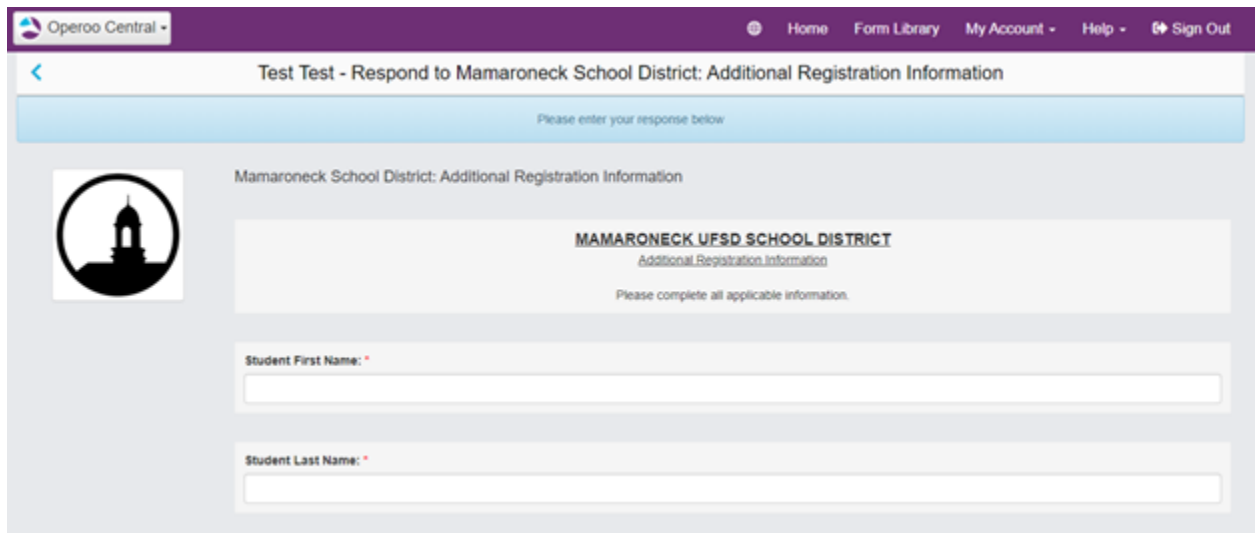 Operoo Central
Home Form Library My Account Help Sign Out
Test Test - Respond to Mamaroneck School District: Additional Registration Information
Please enter your response below
Mamaroneck School District: Additional Registration Information
MAMARONECK UFSD SCHOOL DISTRICT
Additional Registration Information
Please complete all applicable information.
Student First Name: *
Student Last Name: *